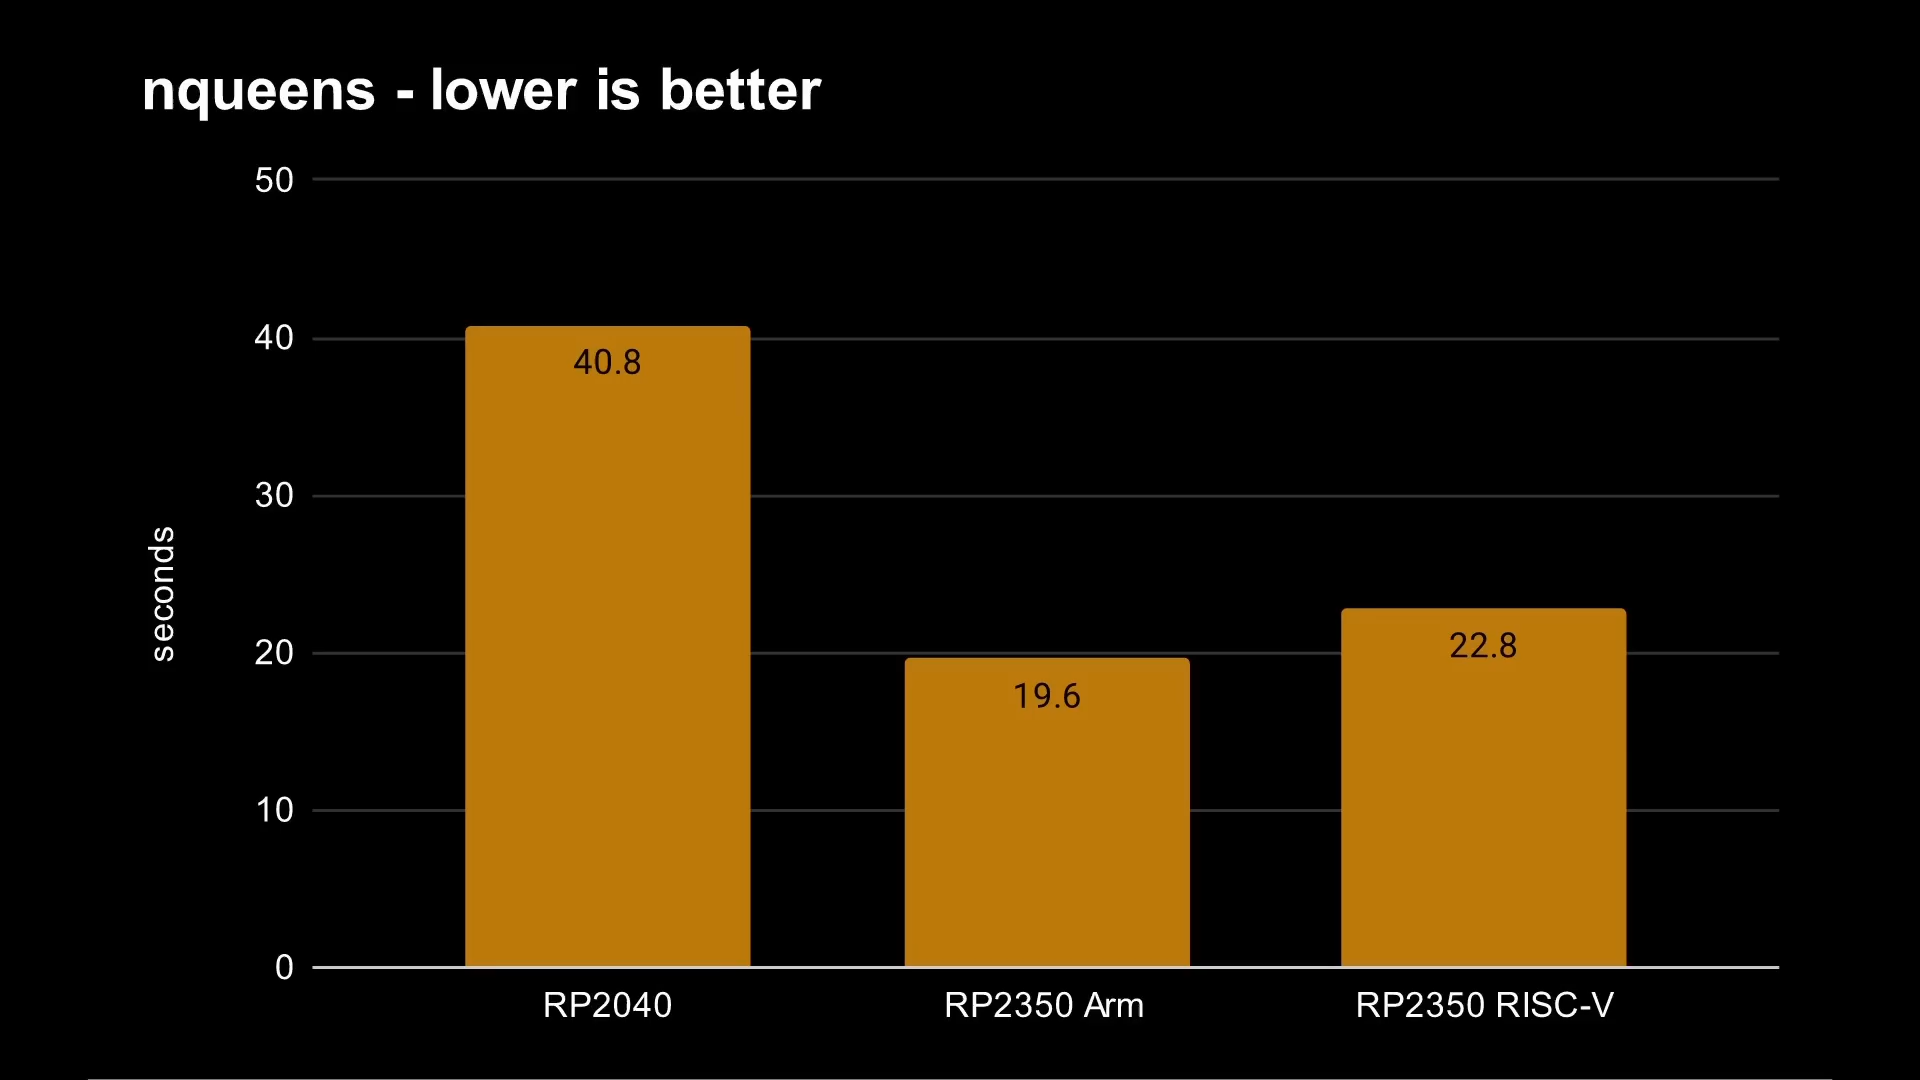 nqueens - lower is better
50
40
30
20
10
0
seconds
40.8
19.6
22.8
RP2040
RP2350 Arm
RP2350 RISC-V